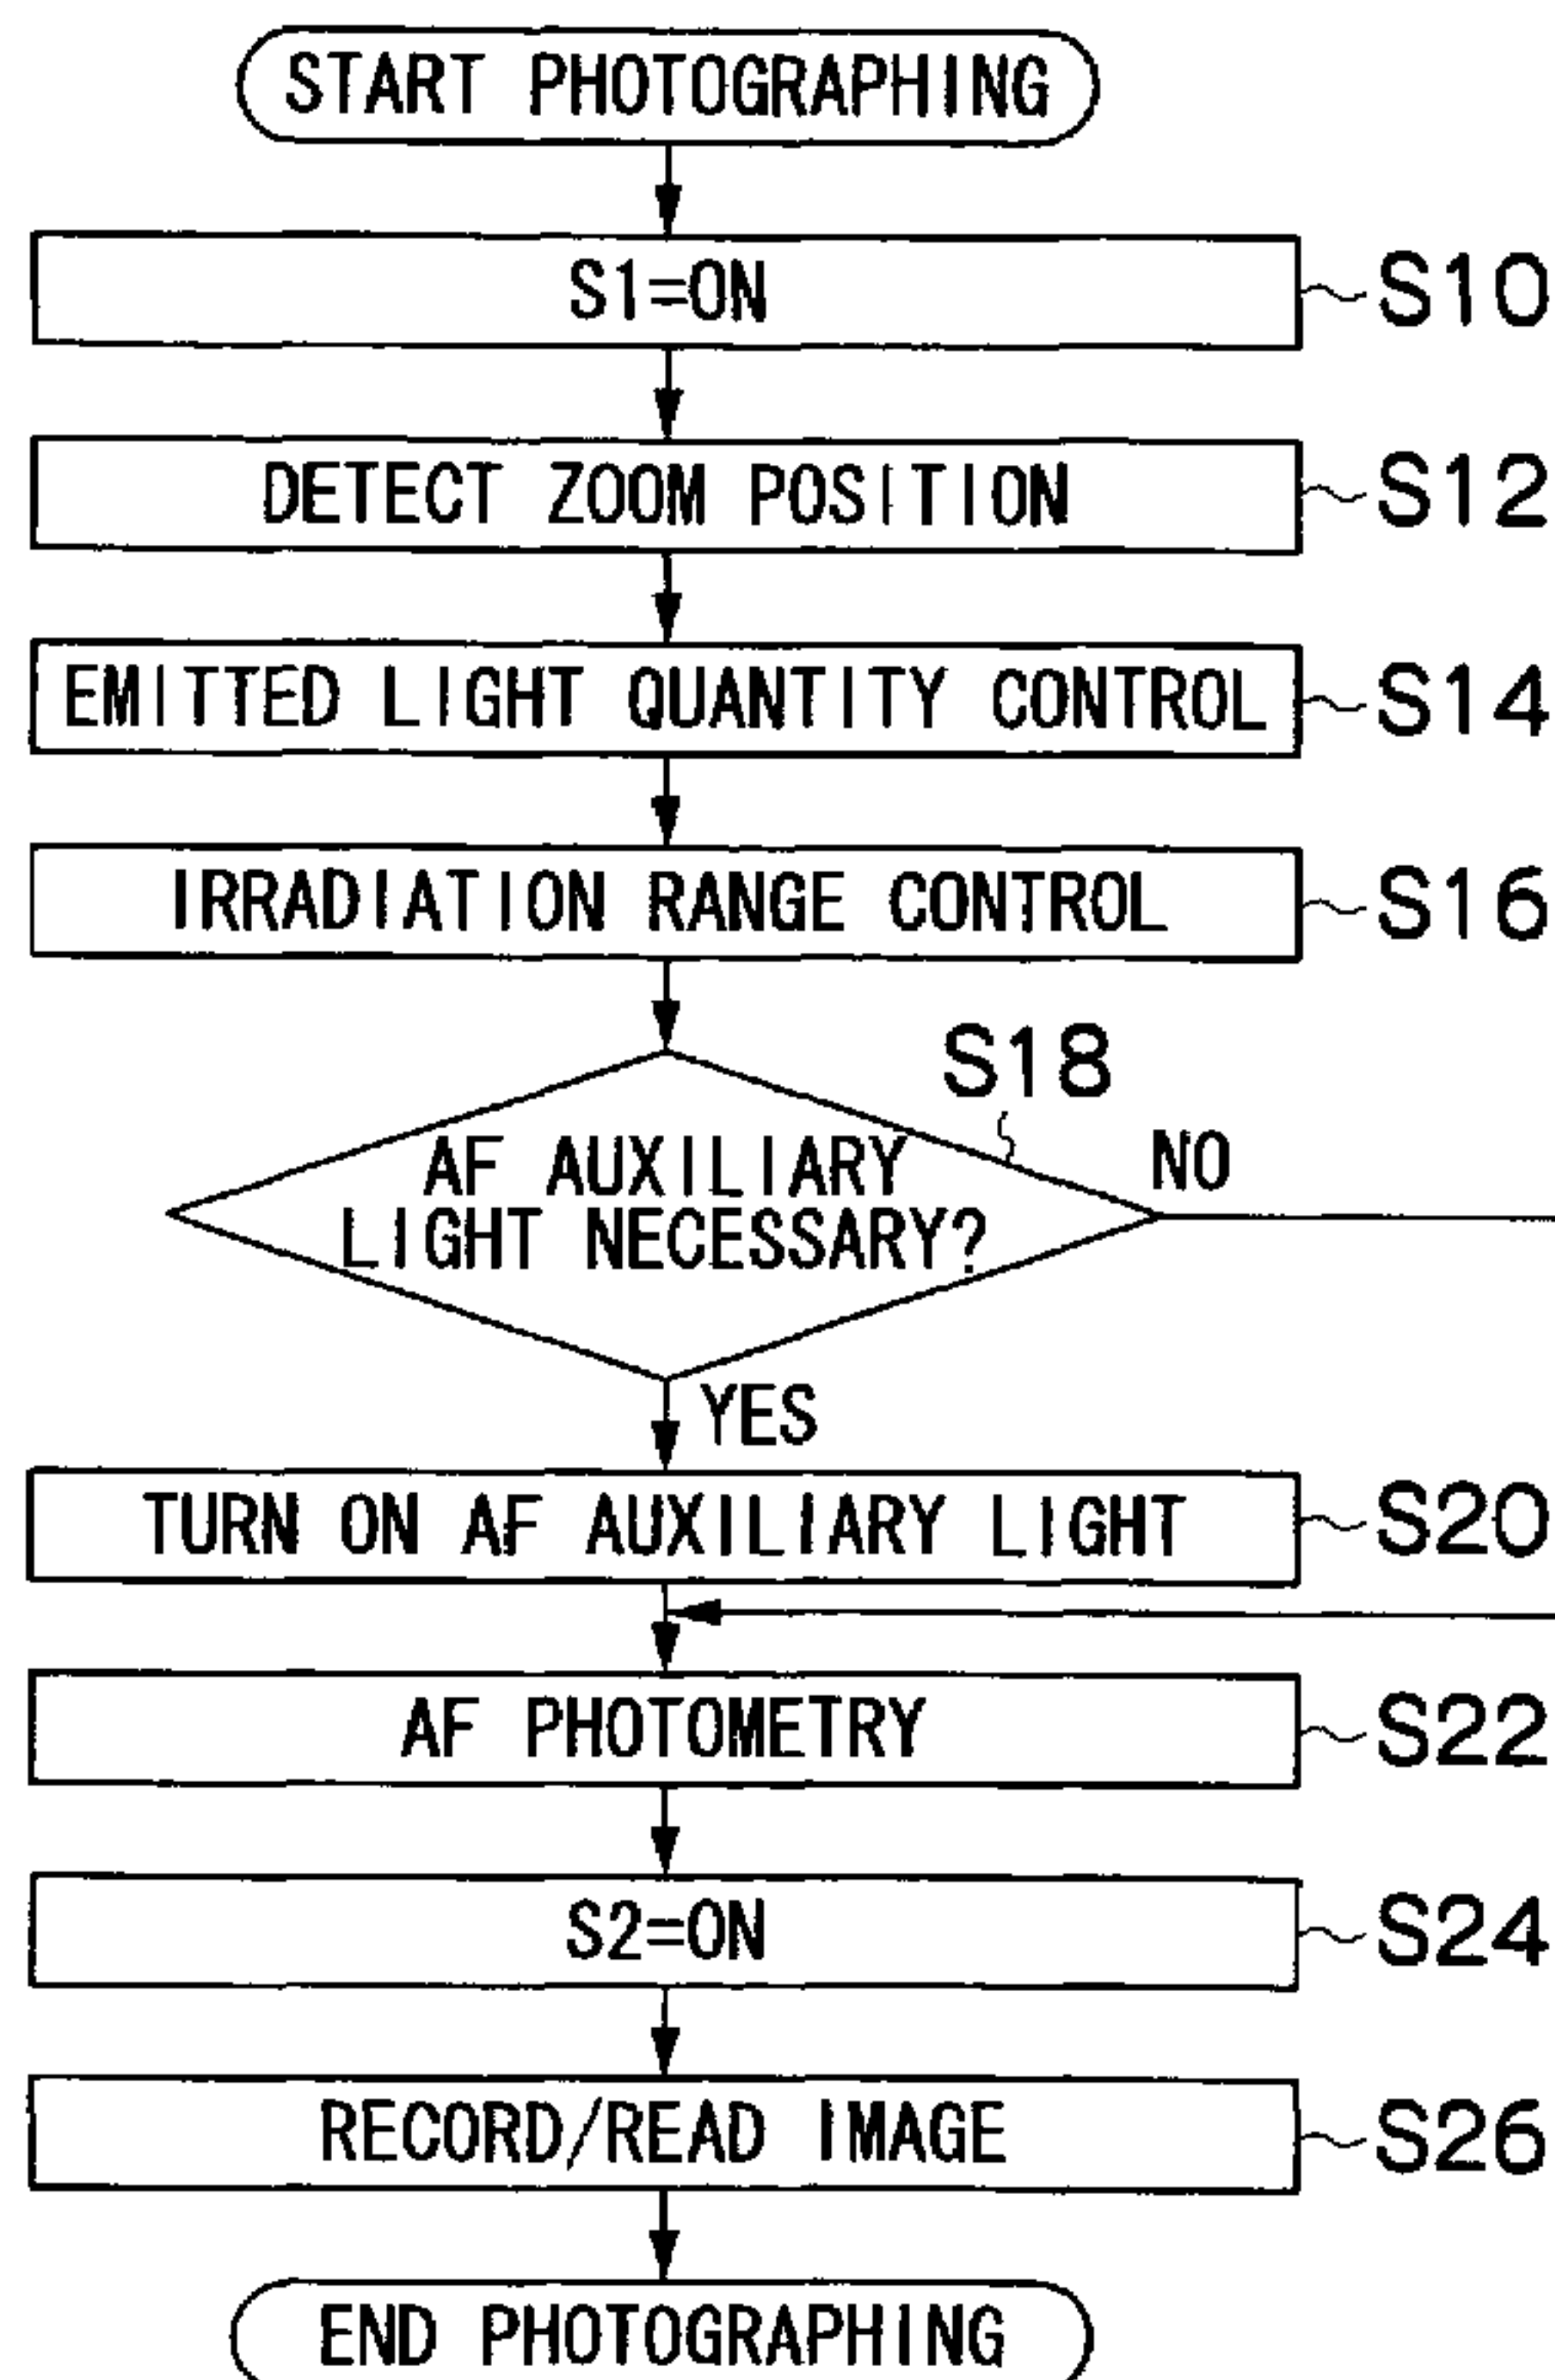 START PHOTOGRAPHING
S1=ON
S10
DETECT ZOOM POSITION
S12
EMITTED LIGHT QUANTITY CONTROL
S14
IRRADIATION RANGE CONTROL
S16
S18
AF AUXILIARY
LIGHT NECESSARY?
NO
YES
TURN ON AF AUXILIARY LIGHT
S20
AF PHOTOMETRY
S22
S2=ON
S24
RECORD/READ IMAGE
S26
END PHOTOGRAPHING